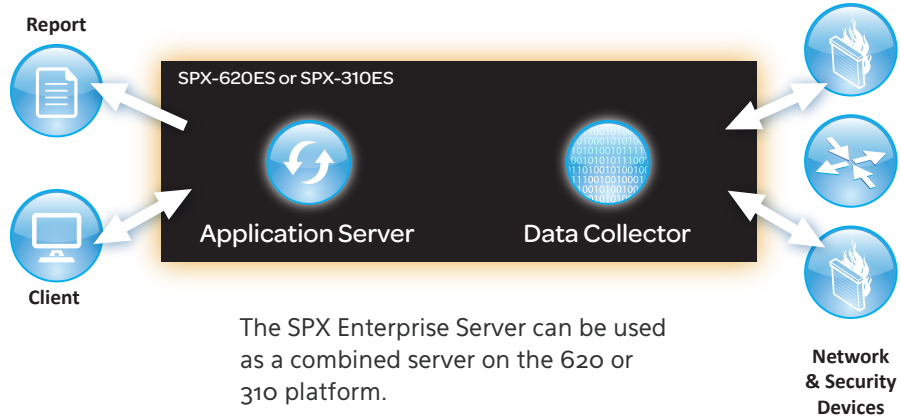 Report
SPX-620ES or SPX-310ES
Application Server
Data Collector
Client
The SPX Enterprise Server can be used
as a combined server on the 620 or
310 platform.
Network
& Security
Devices